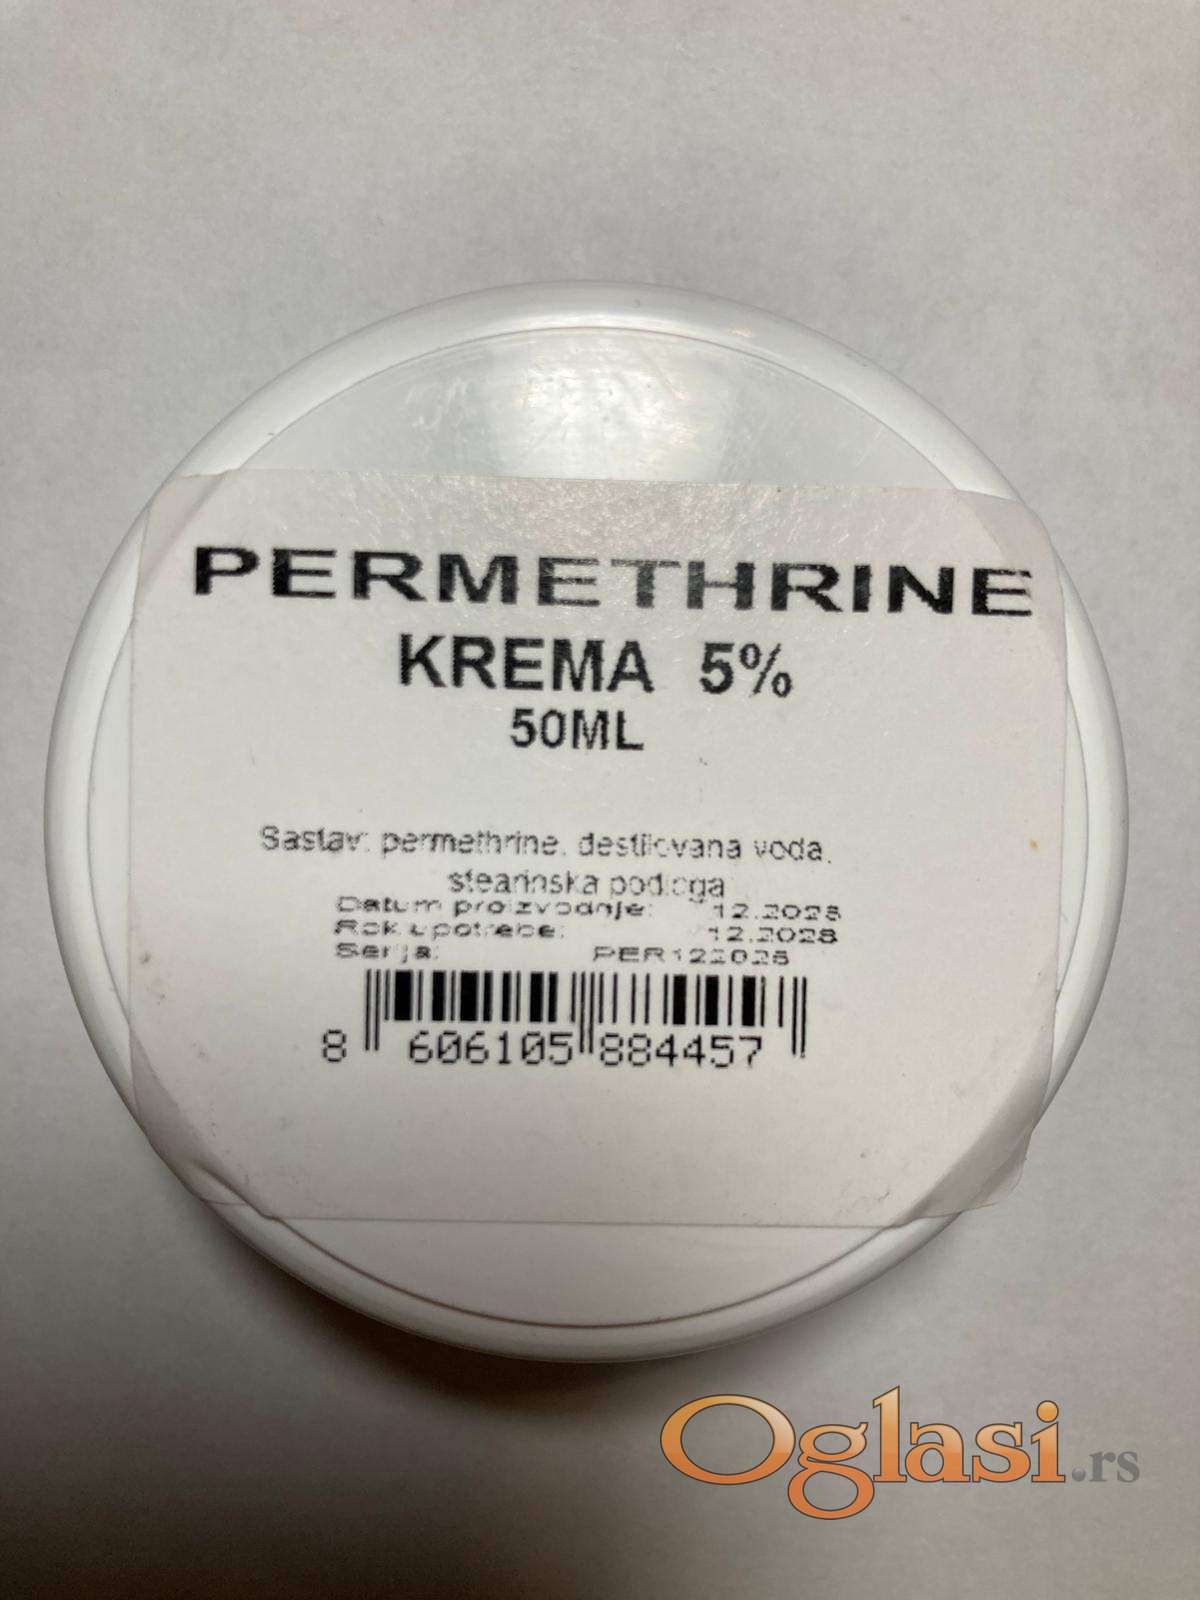 PERMETHRINE
KREMA 5%
50ML
Sastav: permethrine, destilovana voda,
stearinska podloga
Datum proizvodnje: 12.2025
Rok upotrebe: 12.2028
Serija: PER122025
8 606105 884457
Oglasi.rs